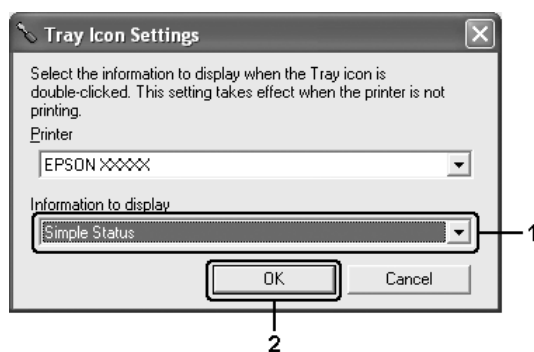 Tray Icon Settings
Select the information to display when the Tray icon is
double-clicked. This setting takes effect when the printer is not
printing.
Printer
EPSON XXXXX
Information to display
Simple Status
1
OK
Cancel
2